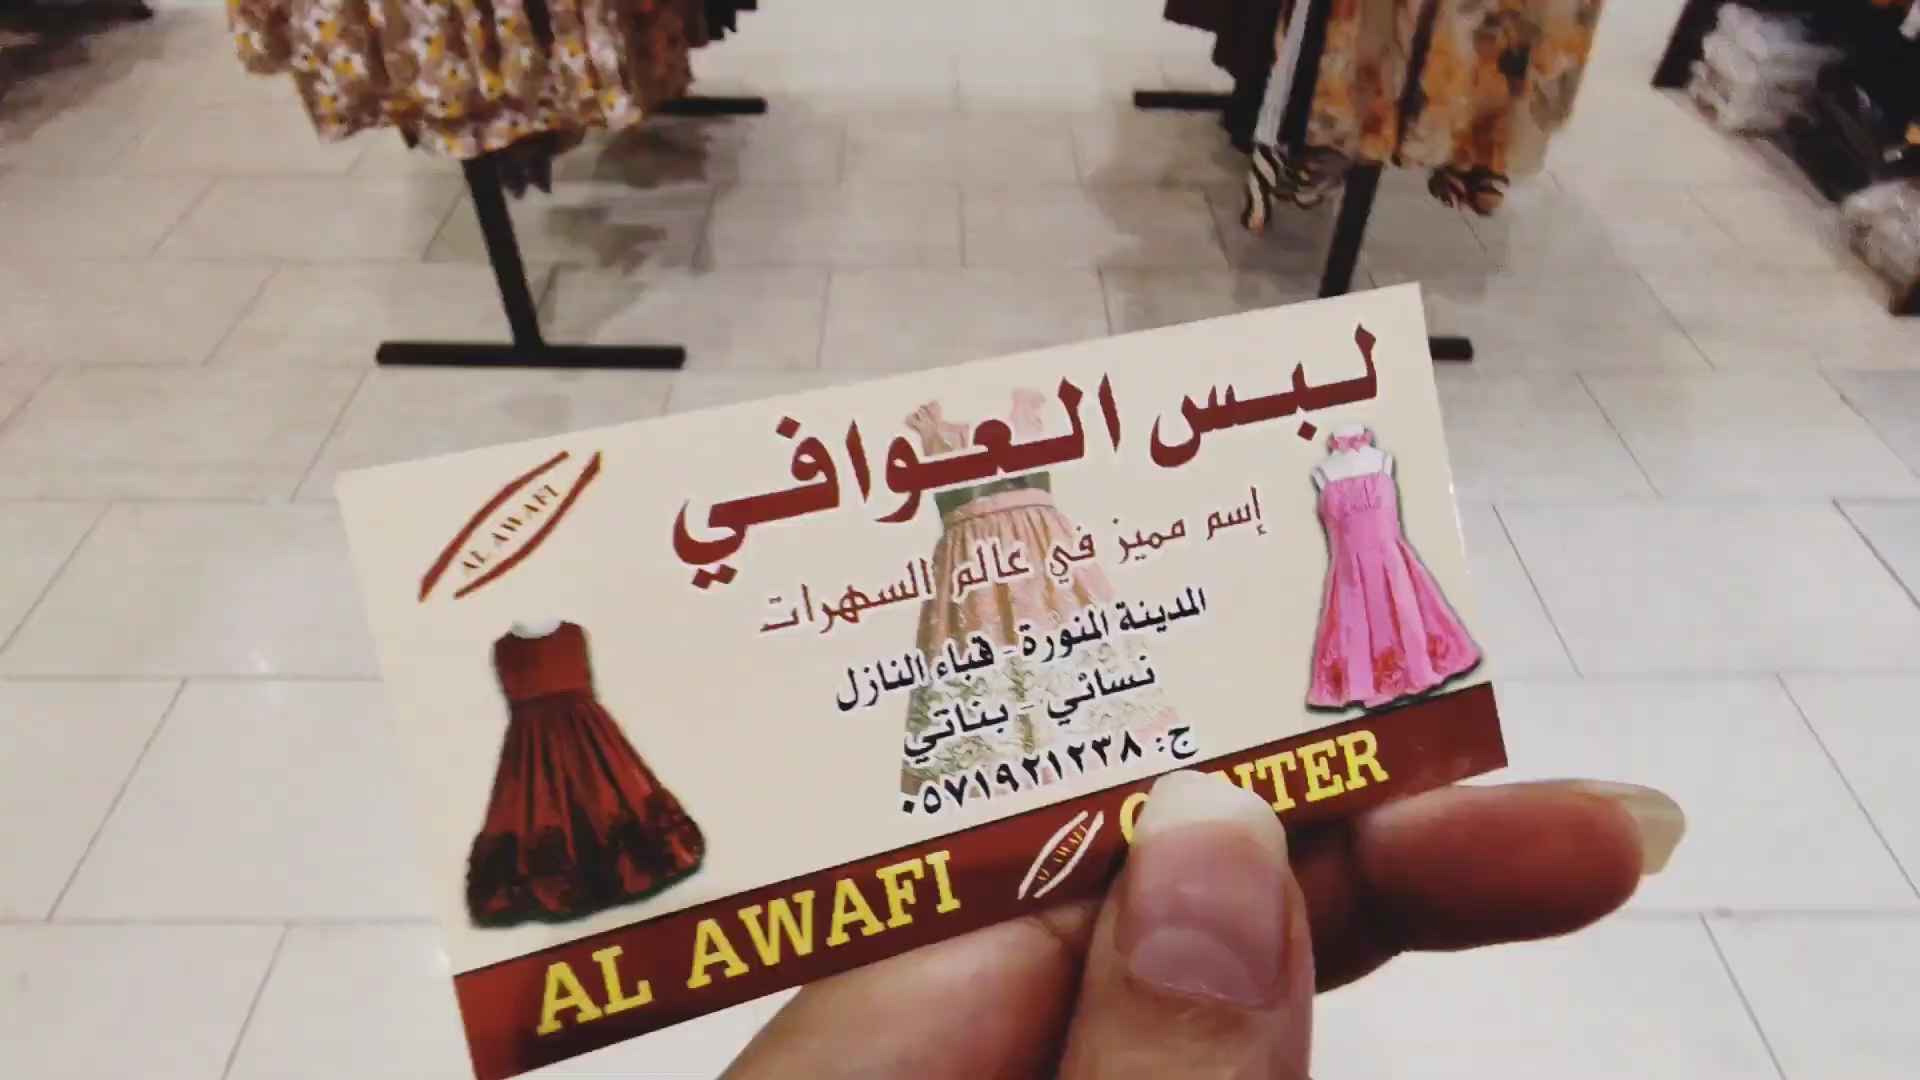 لبس العوافي
AL AWAFI
إسم مميز في عالم السهرات
المدينة المنورة - قباء النازل
نسائي - بناتي
ج: ٠٥٧١٩٢١٢٣٨
AL AWAFI
AL AWAFI